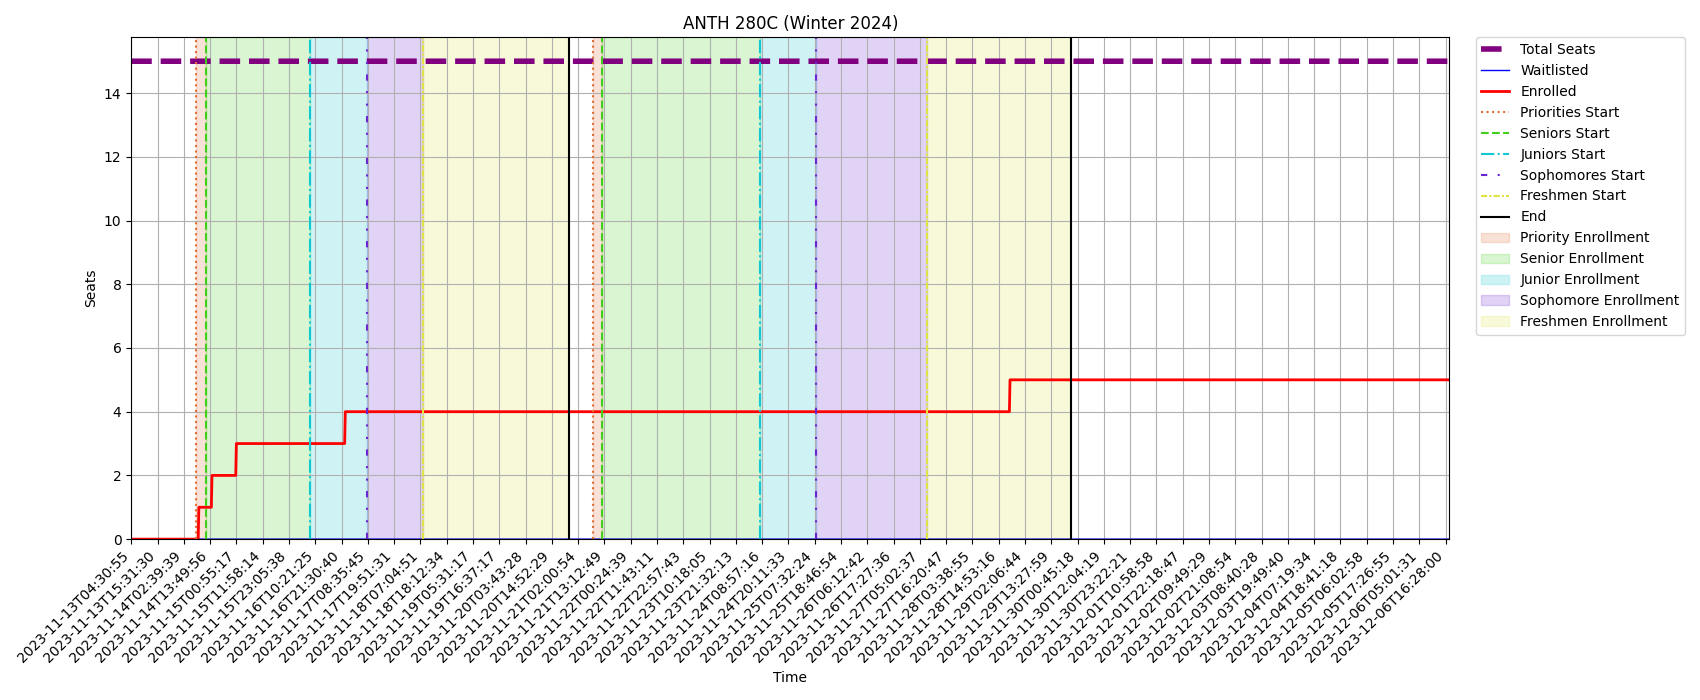 ANTH 280C (Winter 2024)
Seats
14
12
10
8
6
4
2
0
2023-11-13T04:30:55
2023-11-13T15:31:30
2023-11-14T02:39:39
2023-11-14T13:49:56
2023-11-15T00:55:17
2023-11-15T11:58:14
2023-11-15T23:05:38
2023-11-16T10:21:25
2023-11-16T21:30:40
2023-11-17T08:35:45
2023-11-17T19:51:31
2023-11-18T07:04:51
2023-11-18T18:12:34
2023-11-19T05:31:17
2023-11-19T16:37:17
2023-11-20T03:43:28
2023-11-20T14:52:29
2023-11-21T02:00:54
2023-11-21T13:12:49
2023-11-22T00:24:39
2023-11-22T11:43:11
2023-11-22T22:57:43
2023-11-23T10:18:05
2023-11-23T21:32:13
2023-11-24T08:57:16
2023-11-24T20:11:33
2023-11-25T07:32:24
2023-11-25T18:46:54
2023-11-26T06:12:42
2023-11-26T17:27:36
2023-11-27T05:02:37
2023-11-27T16:20:47
2023-11-28T03:38:55
2023-11-28T14:53:16
2023-11-29T02:06:44
2023-11-29T13:27:59
2023-11-30T00:45:18
2023-11-30T12:04:19
2023-11-30T23:22:21
2023-12-01T10:58:58
2023-12-01T22:18:47
2023-12-02T09:49:29
2023-12-02T21:08:54
2023-12-03T08:40:28
2023-12-03T19:49:40
2023-12-04T07:19:34
2023-12-04T18:41:18
2023-12-05T06:02:58
2023-12-05T17:26:55
2023-12-06T05:01:31
2023-12-06T16:28:00
Time
Total Seats
Waitlisted
Enrolled
Priorities Start
Seniors Start
Juniors Start
Sophomores Start
Freshmen Start
End
Priority Enrollment
Senior Enrollment
Junior Enrollment
Sophomore Enrollment
Freshmen Enrollment